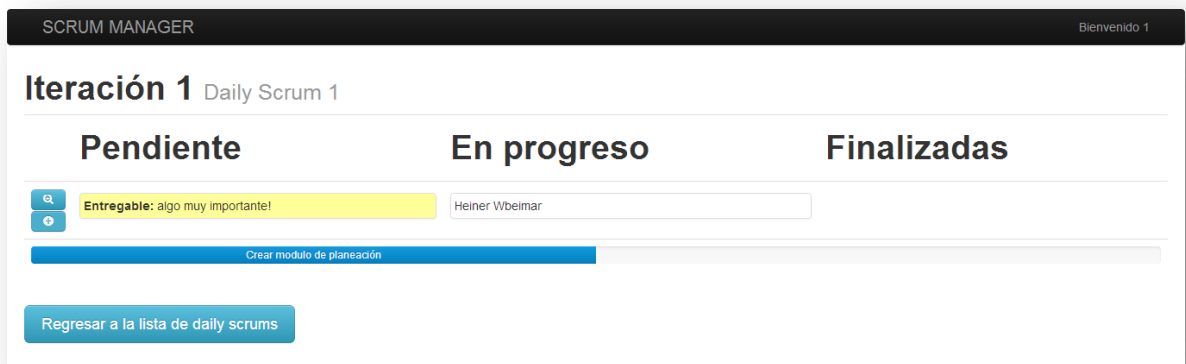 SCRUM MANAGER Bienvenido 1
Iteración 1 Daily Scrum 1
Pendiente En progreso Finalizadas
Entregable: algo muy importante! Heiner Wbeimar
Crear modulo de planeación
Regresar a la lista de daily scrums